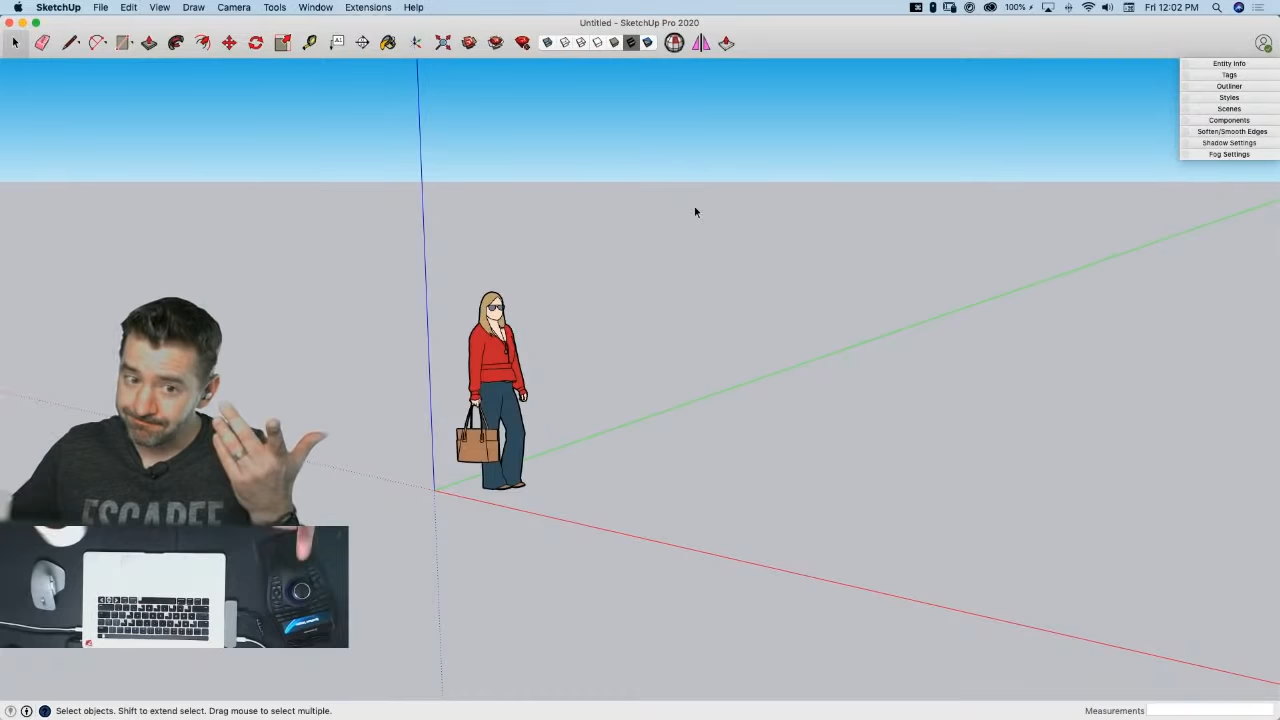 SketchUp File Edit View Draw Camera Tools Window Extensions Help
100% Fri 12:02 PM
Untitled - SketchUp Pro 2020
Entity Info
Tags
Outliner
Styles
Scenes
Components
Soften/Smooth Edges
Shadow Settings
Fog Settings
ESCAPEE
Select objects. Shift to extend select. Drag mouse to select multiple.
Measurements